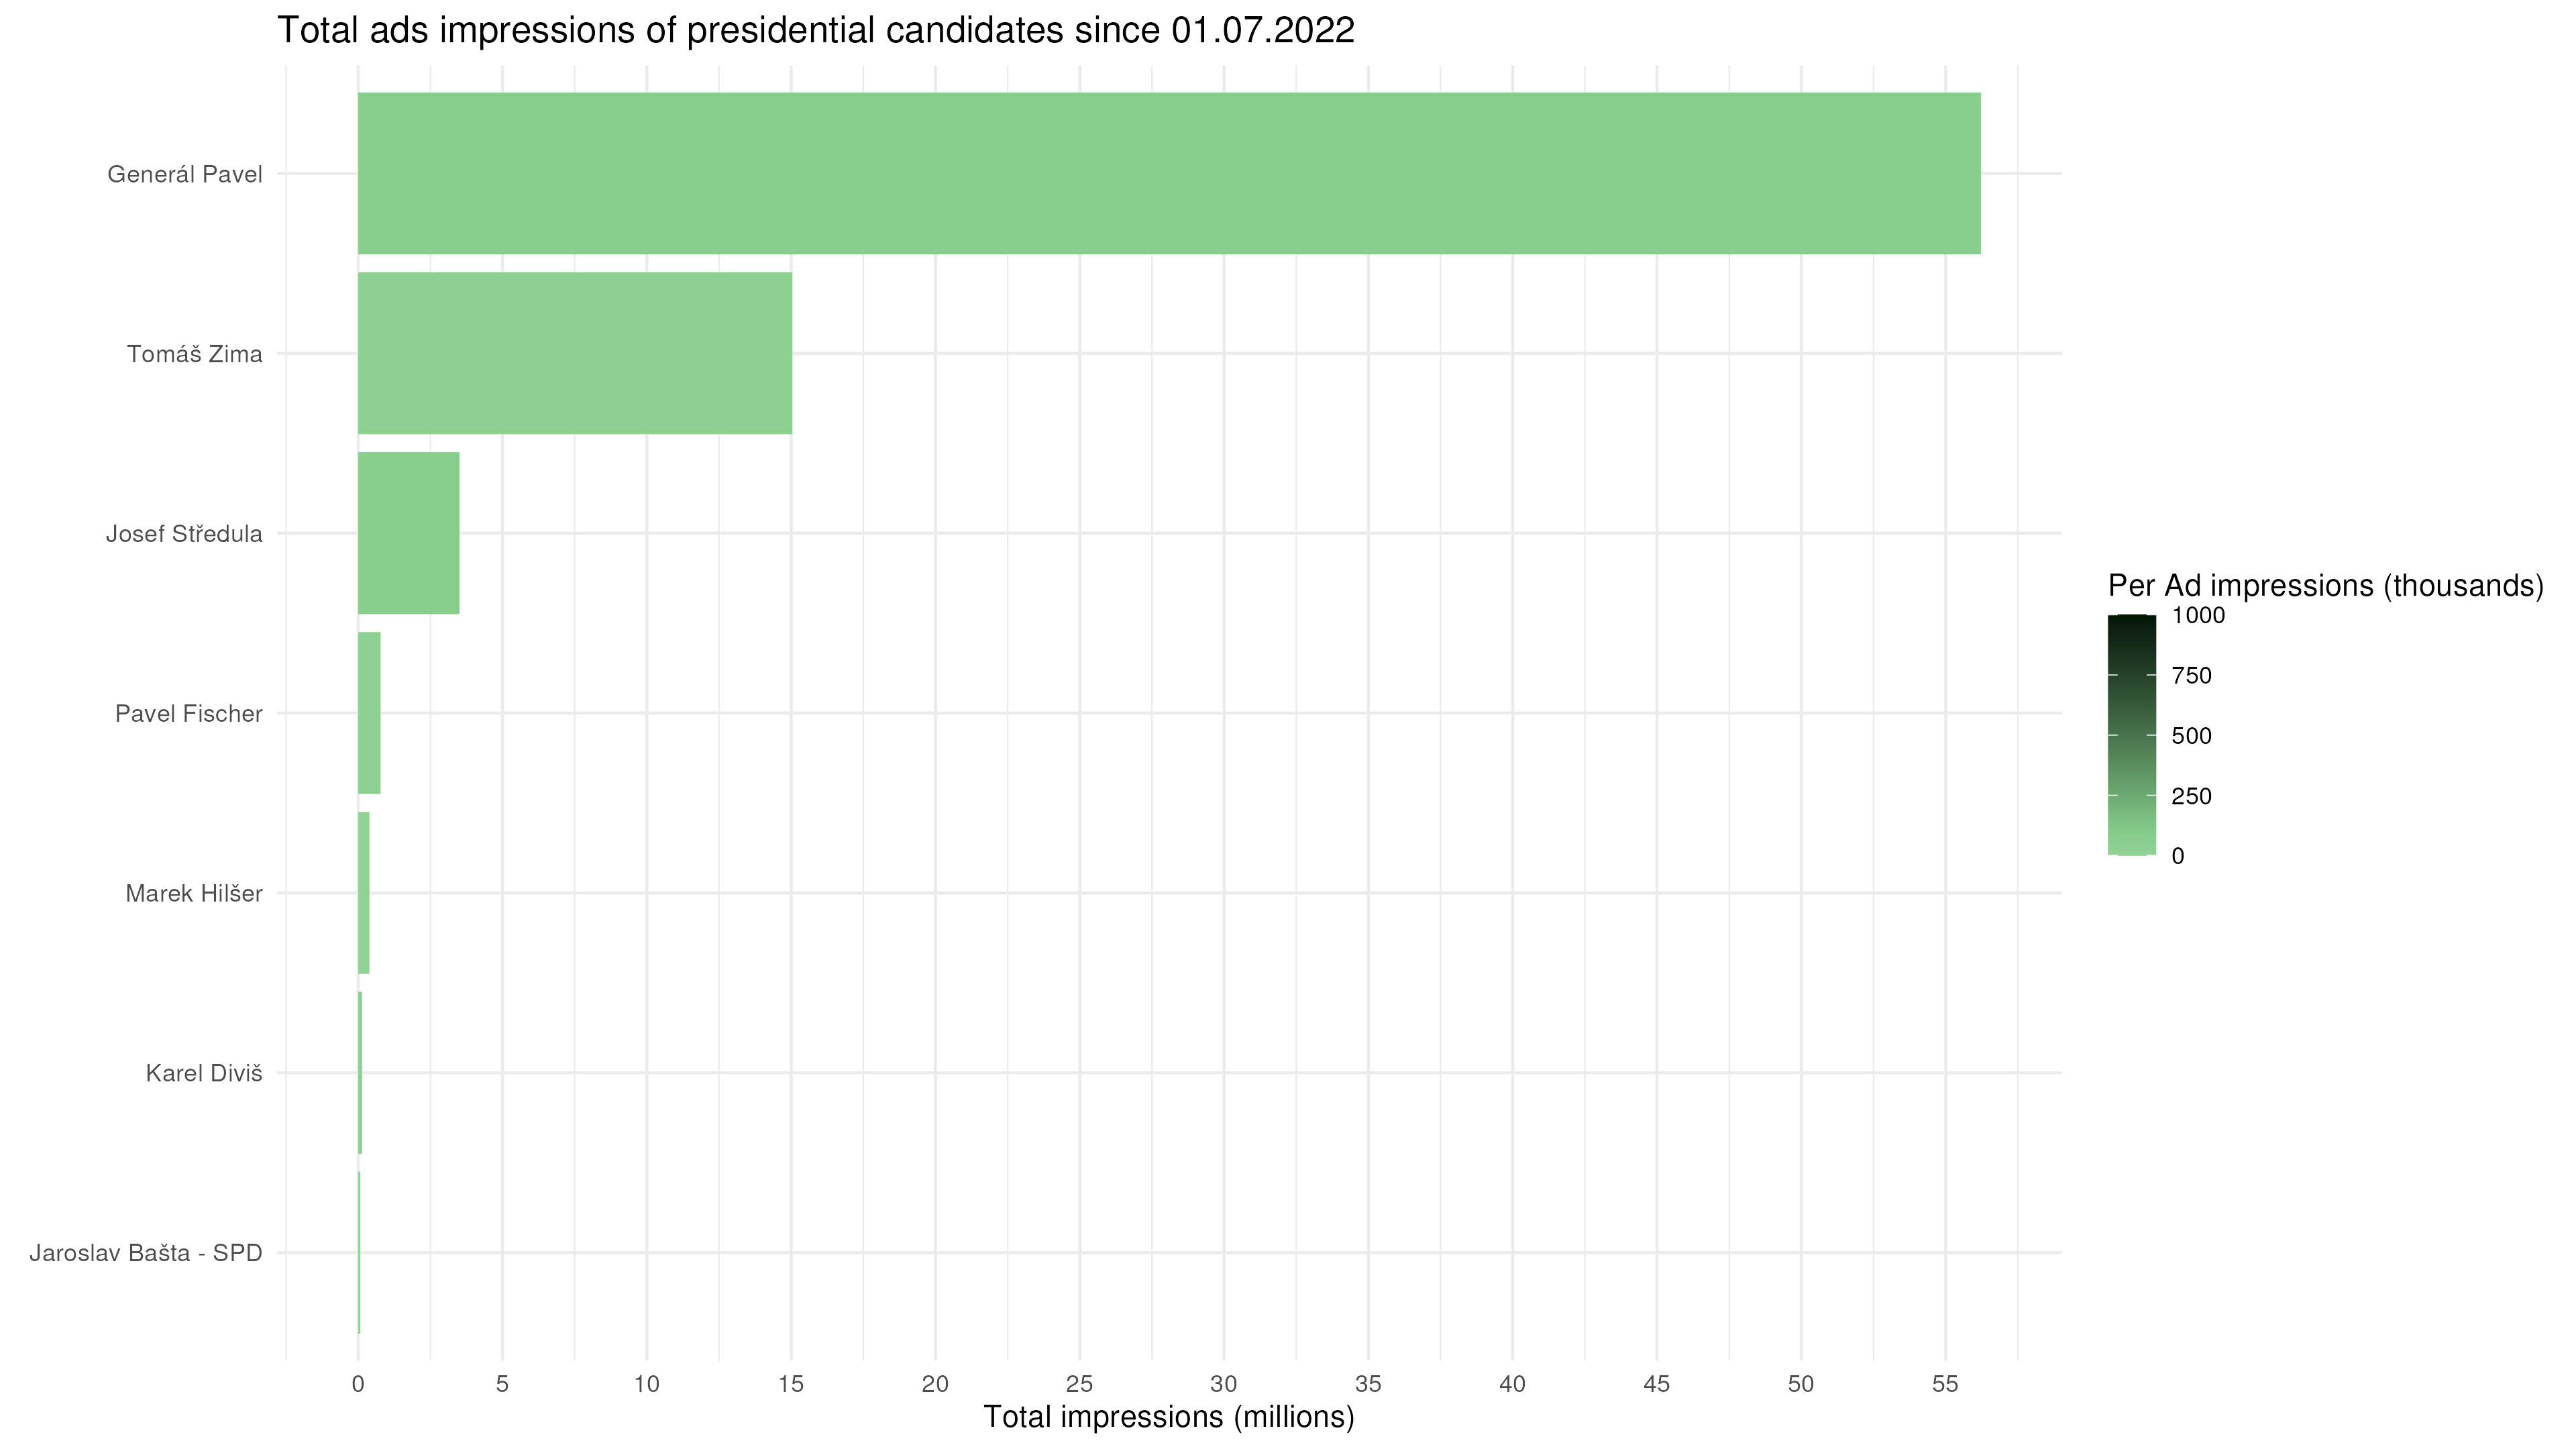 Total ads impressions of presidential candidates since 01.07.2022
Generál Pavel
Tomáš Zima
Josef Středula
Pavel Fischer
Marek Hilšer
Karel Diviš
Jaroslav Bašta - SPD
0 5 10 15 20 25 30 35 40 45 50 55
Total impressions (millions)
Per Ad impressions (thousands)
1000
750
500
250
0